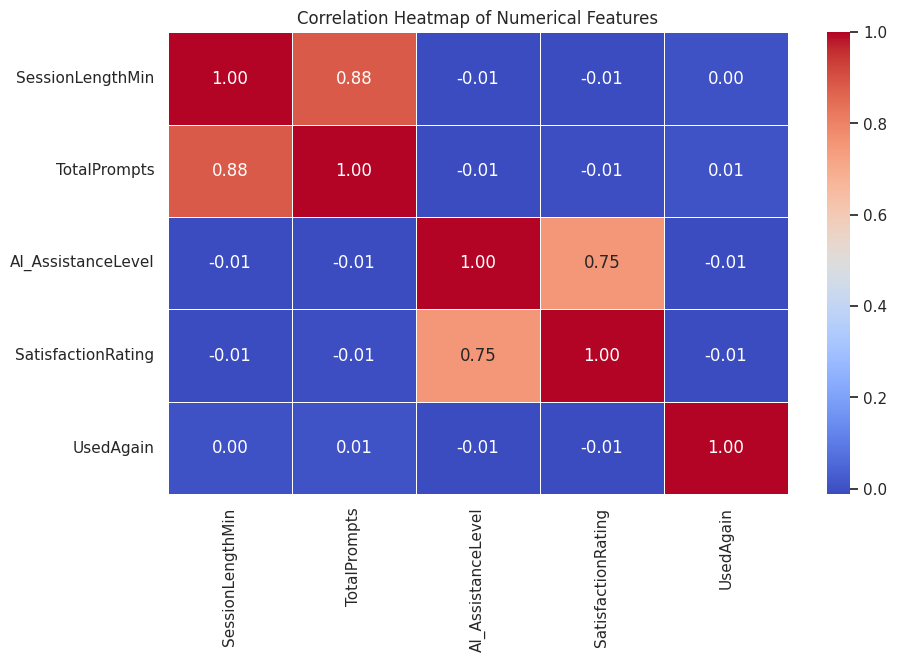 Correlation Heatmap of Numerical Features
SessionLengthMin 1.00 0.88 -0.01 -0.01 0.00
TotalPrompts 0.88 1.00 -0.01 -0.01 0.01
AI_AssistanceLevel -0.01 -0.01 1.00 0.75 -0.01
SatisfactionRating -0.01 -0.01 0.75 1.00 -0.01
UsedAgain 0.00 0.01 -0.01 -0.01 1.00
SessionLengthMin
TotalPrompts
AI_AssistanceLevel
SatisfactionRating
UsedAgain
1.0
0.8
0.6
0.4
0.2
0.0